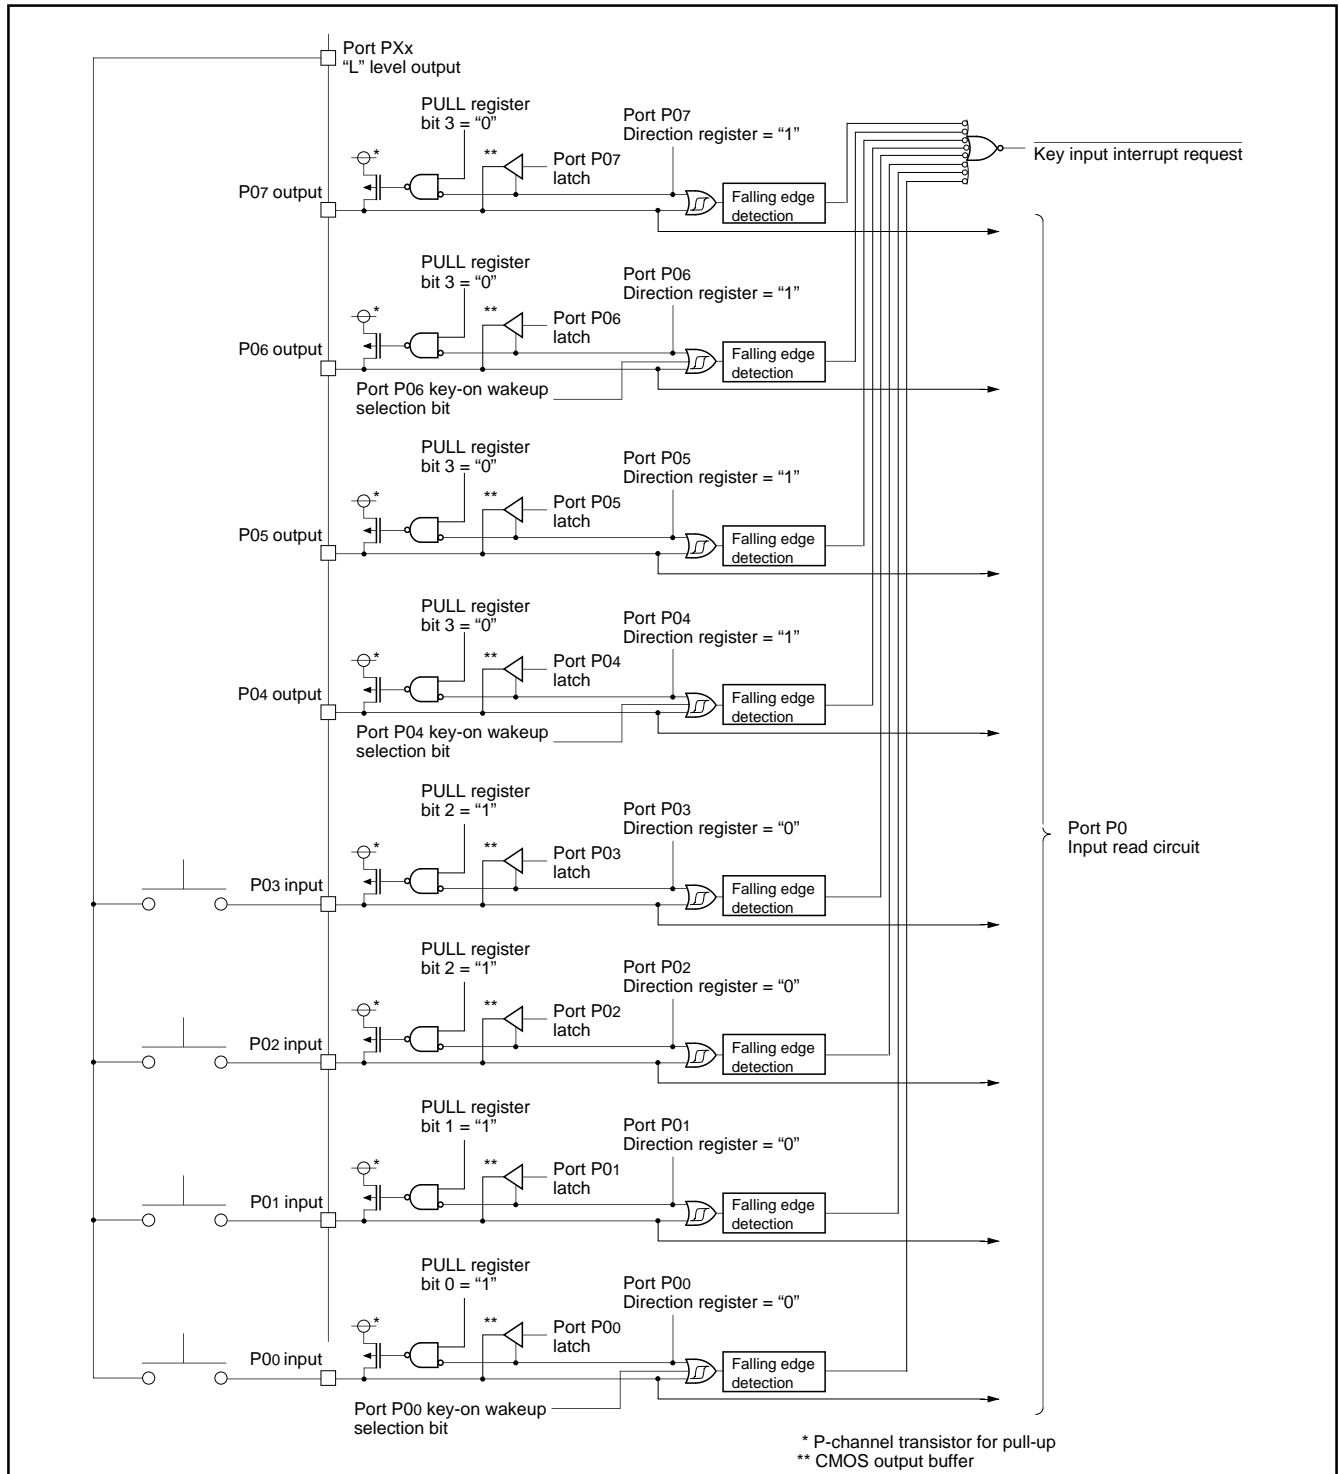 Port PXx
“L” level output
PULL register
bit 3 = “0”
Port P07
Direction register = “1”
*
**
Port P07
latch
P07 output
Falling edge
detection
Key input interrupt request
PULL register
bit 3 = “0”
Port P06
Direction register = “1”
*
**
Port P06
latch
P06 output
Falling edge
detection
Port P06 key-on wakeup
selection bit
PULL register
bit 3 = “0”
Port P05
Direction register = “1”
*
**
Port P05
latch
P05 output
Falling edge
detection
PULL register
bit 3 = “0”
Port P04
Direction register = “1”
*
**
Port P04
latch
P04 output
Falling edge
detection
Port P04 key-on wakeup
selection bit
PULL register
bit 2 = “1”
Port P03
Direction register = “0”
*
**
Port P03
latch
P03 input
Falling edge
detection
Port P0
Input read circuit
PULL register
bit 2 = “1”
Port P02
Direction register = “0”
*
**
Port P02
latch
P02 input
Falling edge
detection
PULL register
bit 1 = “1”
Port P01
Direction register = “0”
*
**
Port P01
latch
P01 input
Falling edge
detection
PULL register
bit 0 = “1”
Port P00
Direction register = “0”
*
**
Port P00
latch
P00 input
Falling edge
detection
Port P00 key-on wakeup
selection bit
* P-channel transistor for pull-up
** CMOS output buffer